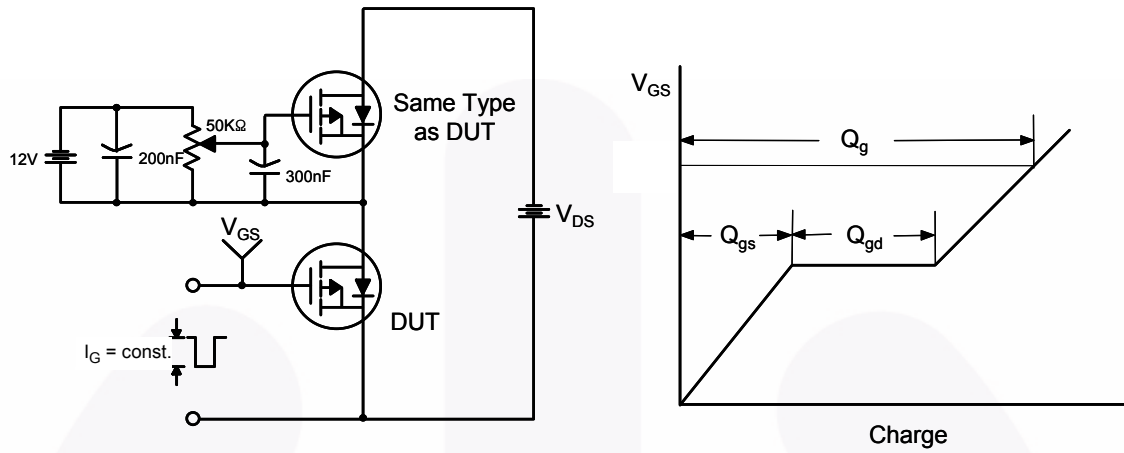 12V
200nF
50KΩ
300nF
Same Type
as DUT
V_GS
DUT
I_G = const.
V_DS
V_GS
Q_g
Q_gs
Q_gd
Charge